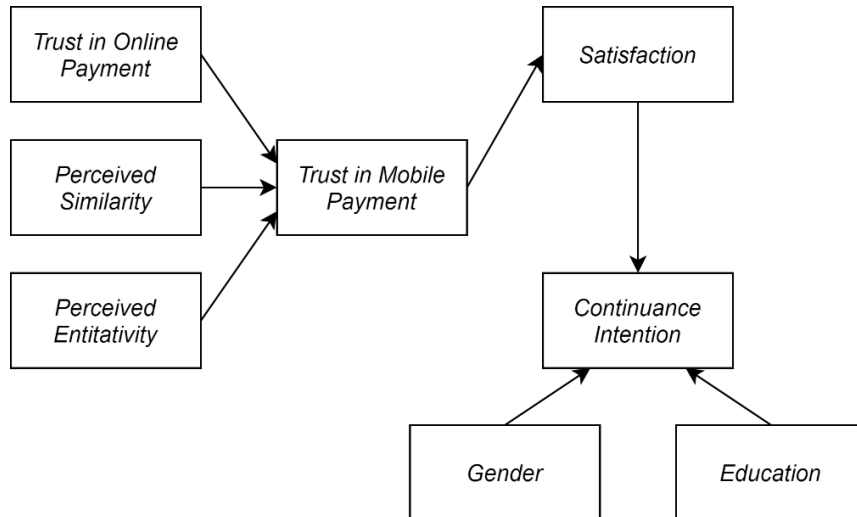 Trust in Online
Payment
Satisfaction
Perceived
Similarity
Trust in Mobile
Payment
Perceived
Entitativity
Continuance
Intention
Gender
Education